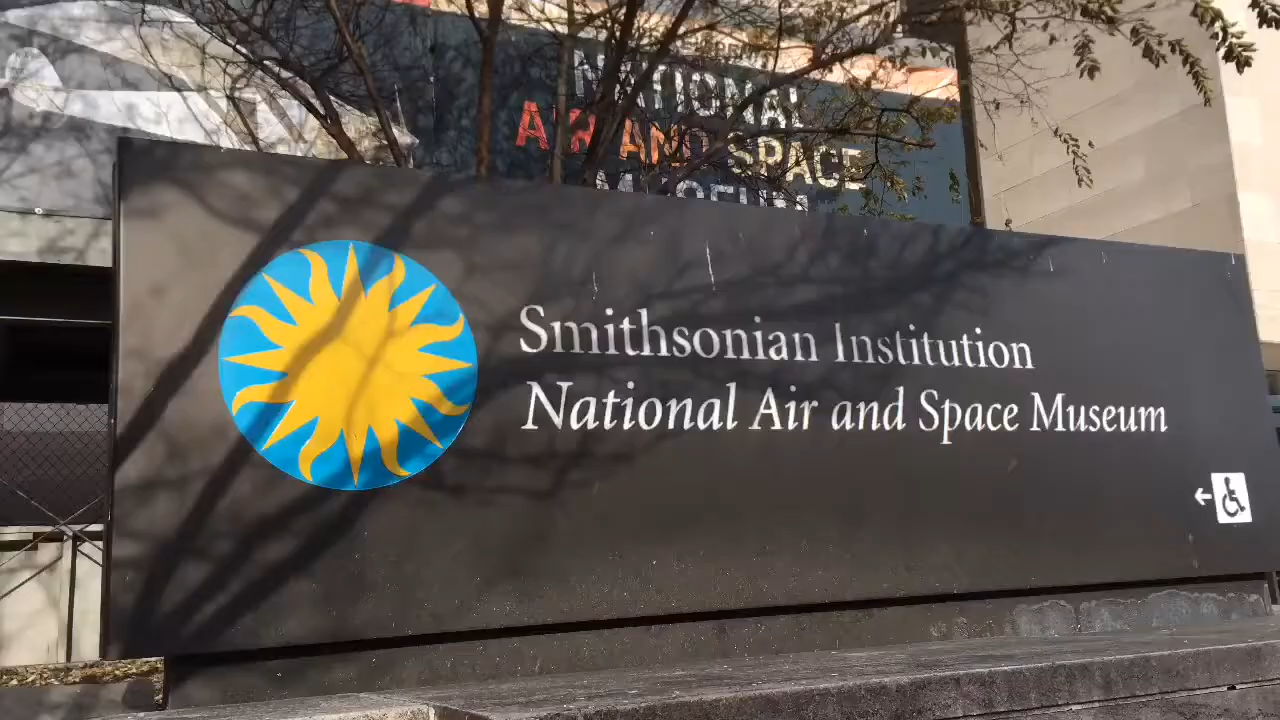 NATIONAL
AIR AND SPACE
MUSEUM
Smithsonian Institution
National Air and Space Museum